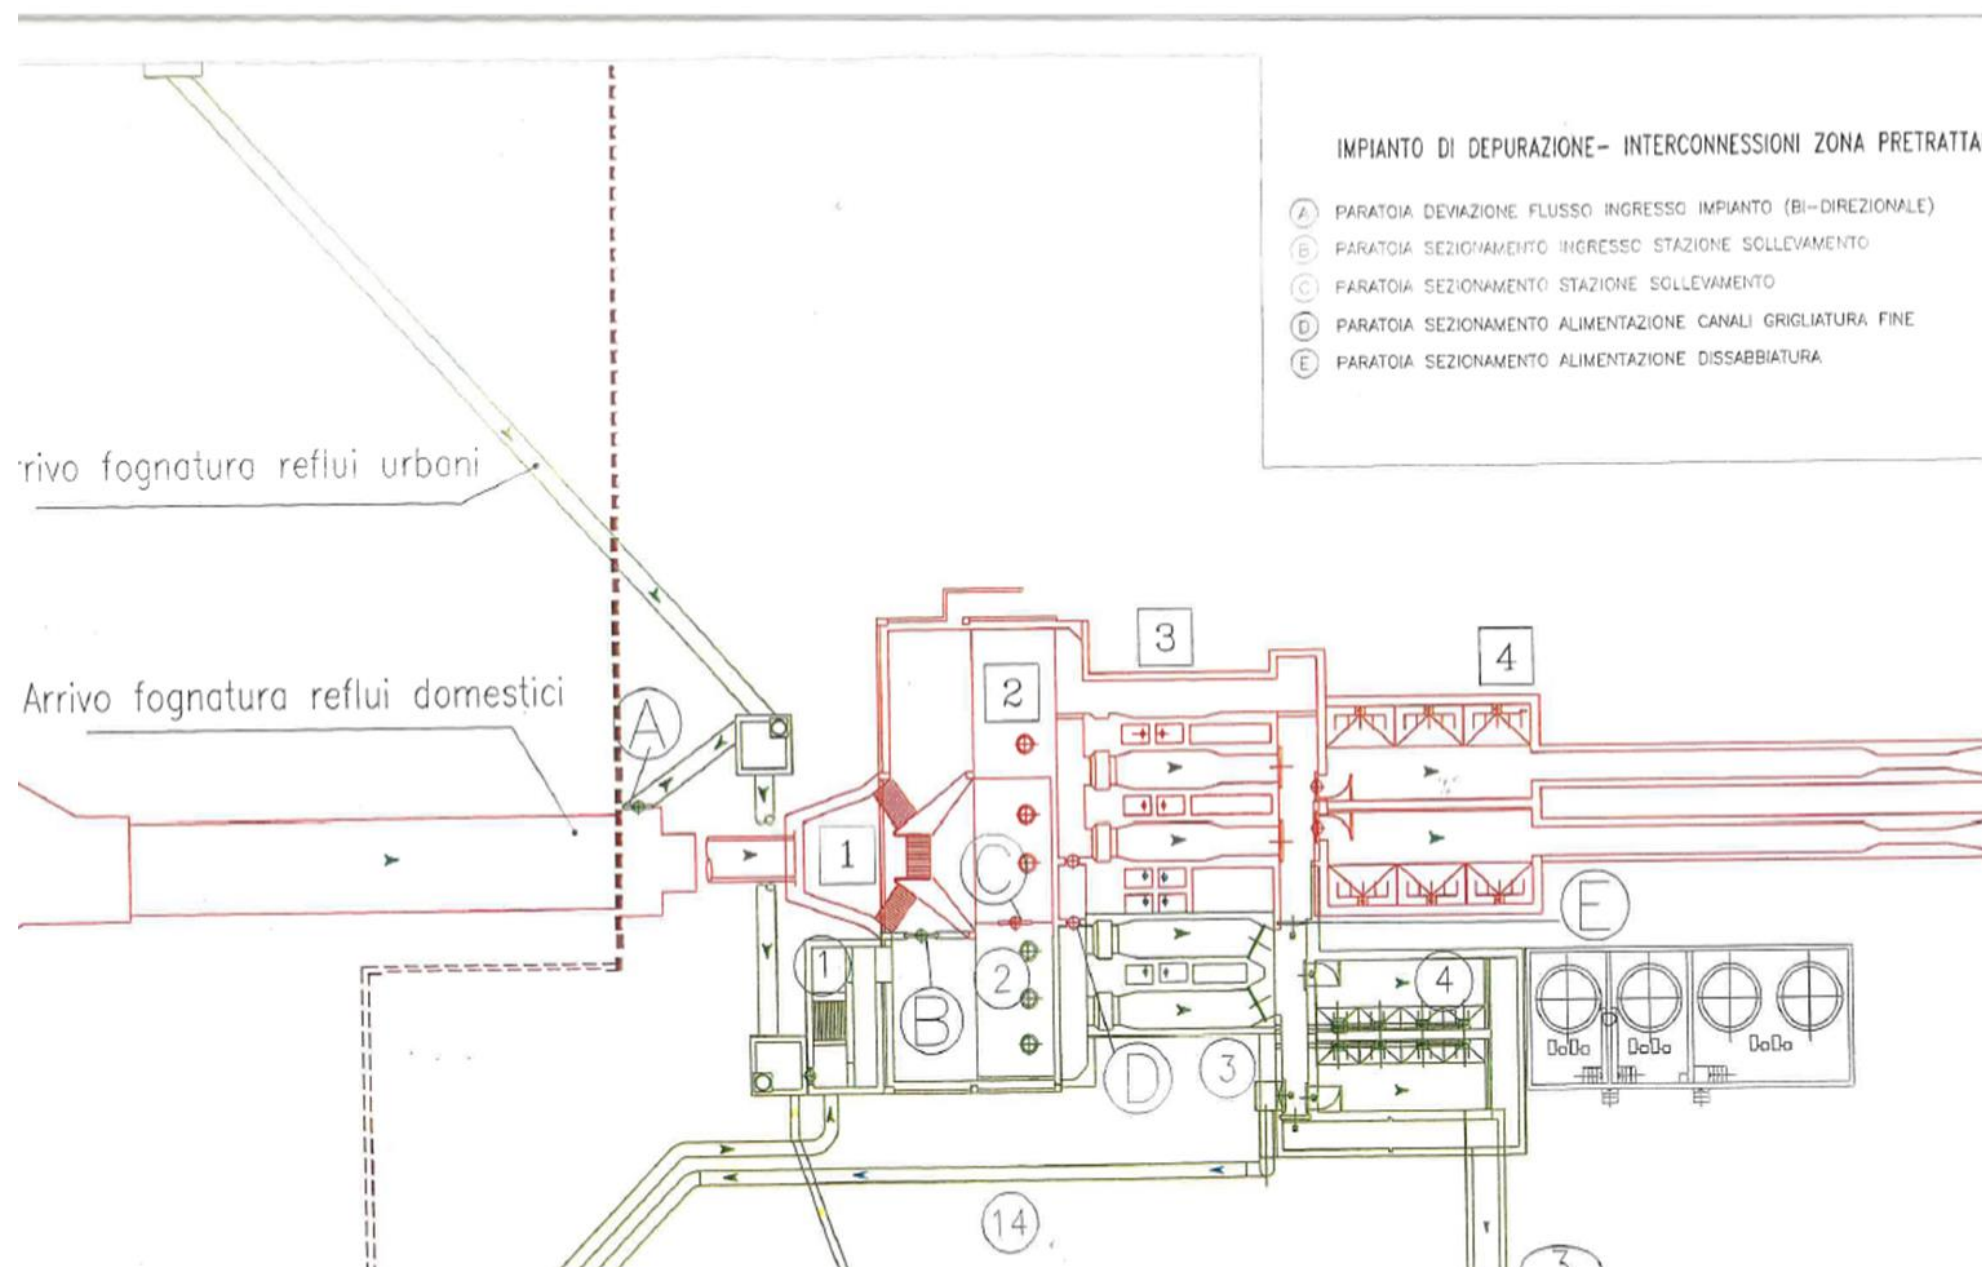 IMPIANTO DI DEPURAZIONE- INTERCONNESSIONI ZONA PRETRATTA
A PARATOIA DEVIAZIONE FLUSSO INGRESSO IMPIANTO (BI-DIREZIONALE)
B PARATOIA SEZIONAMENTO INGRESSO STAZIONE SOLLEVAMENTO
C PARATOIA SEZIONAMENTO STAZIONE SOLLEVAMENTO
D PARATOIA SEZIONAMENTO ALIMENTAZIONE CANALI GRIGLIATURA FINE
E PARATOIA SEZIONAMENTO ALIMENTAZIONE DISSABBIATURA
rivo fognatura reflui urbani
3
4
2
Arrivo fognatura reflui domestici
A
1
C
E
1
2
4
B
3
D
14
3